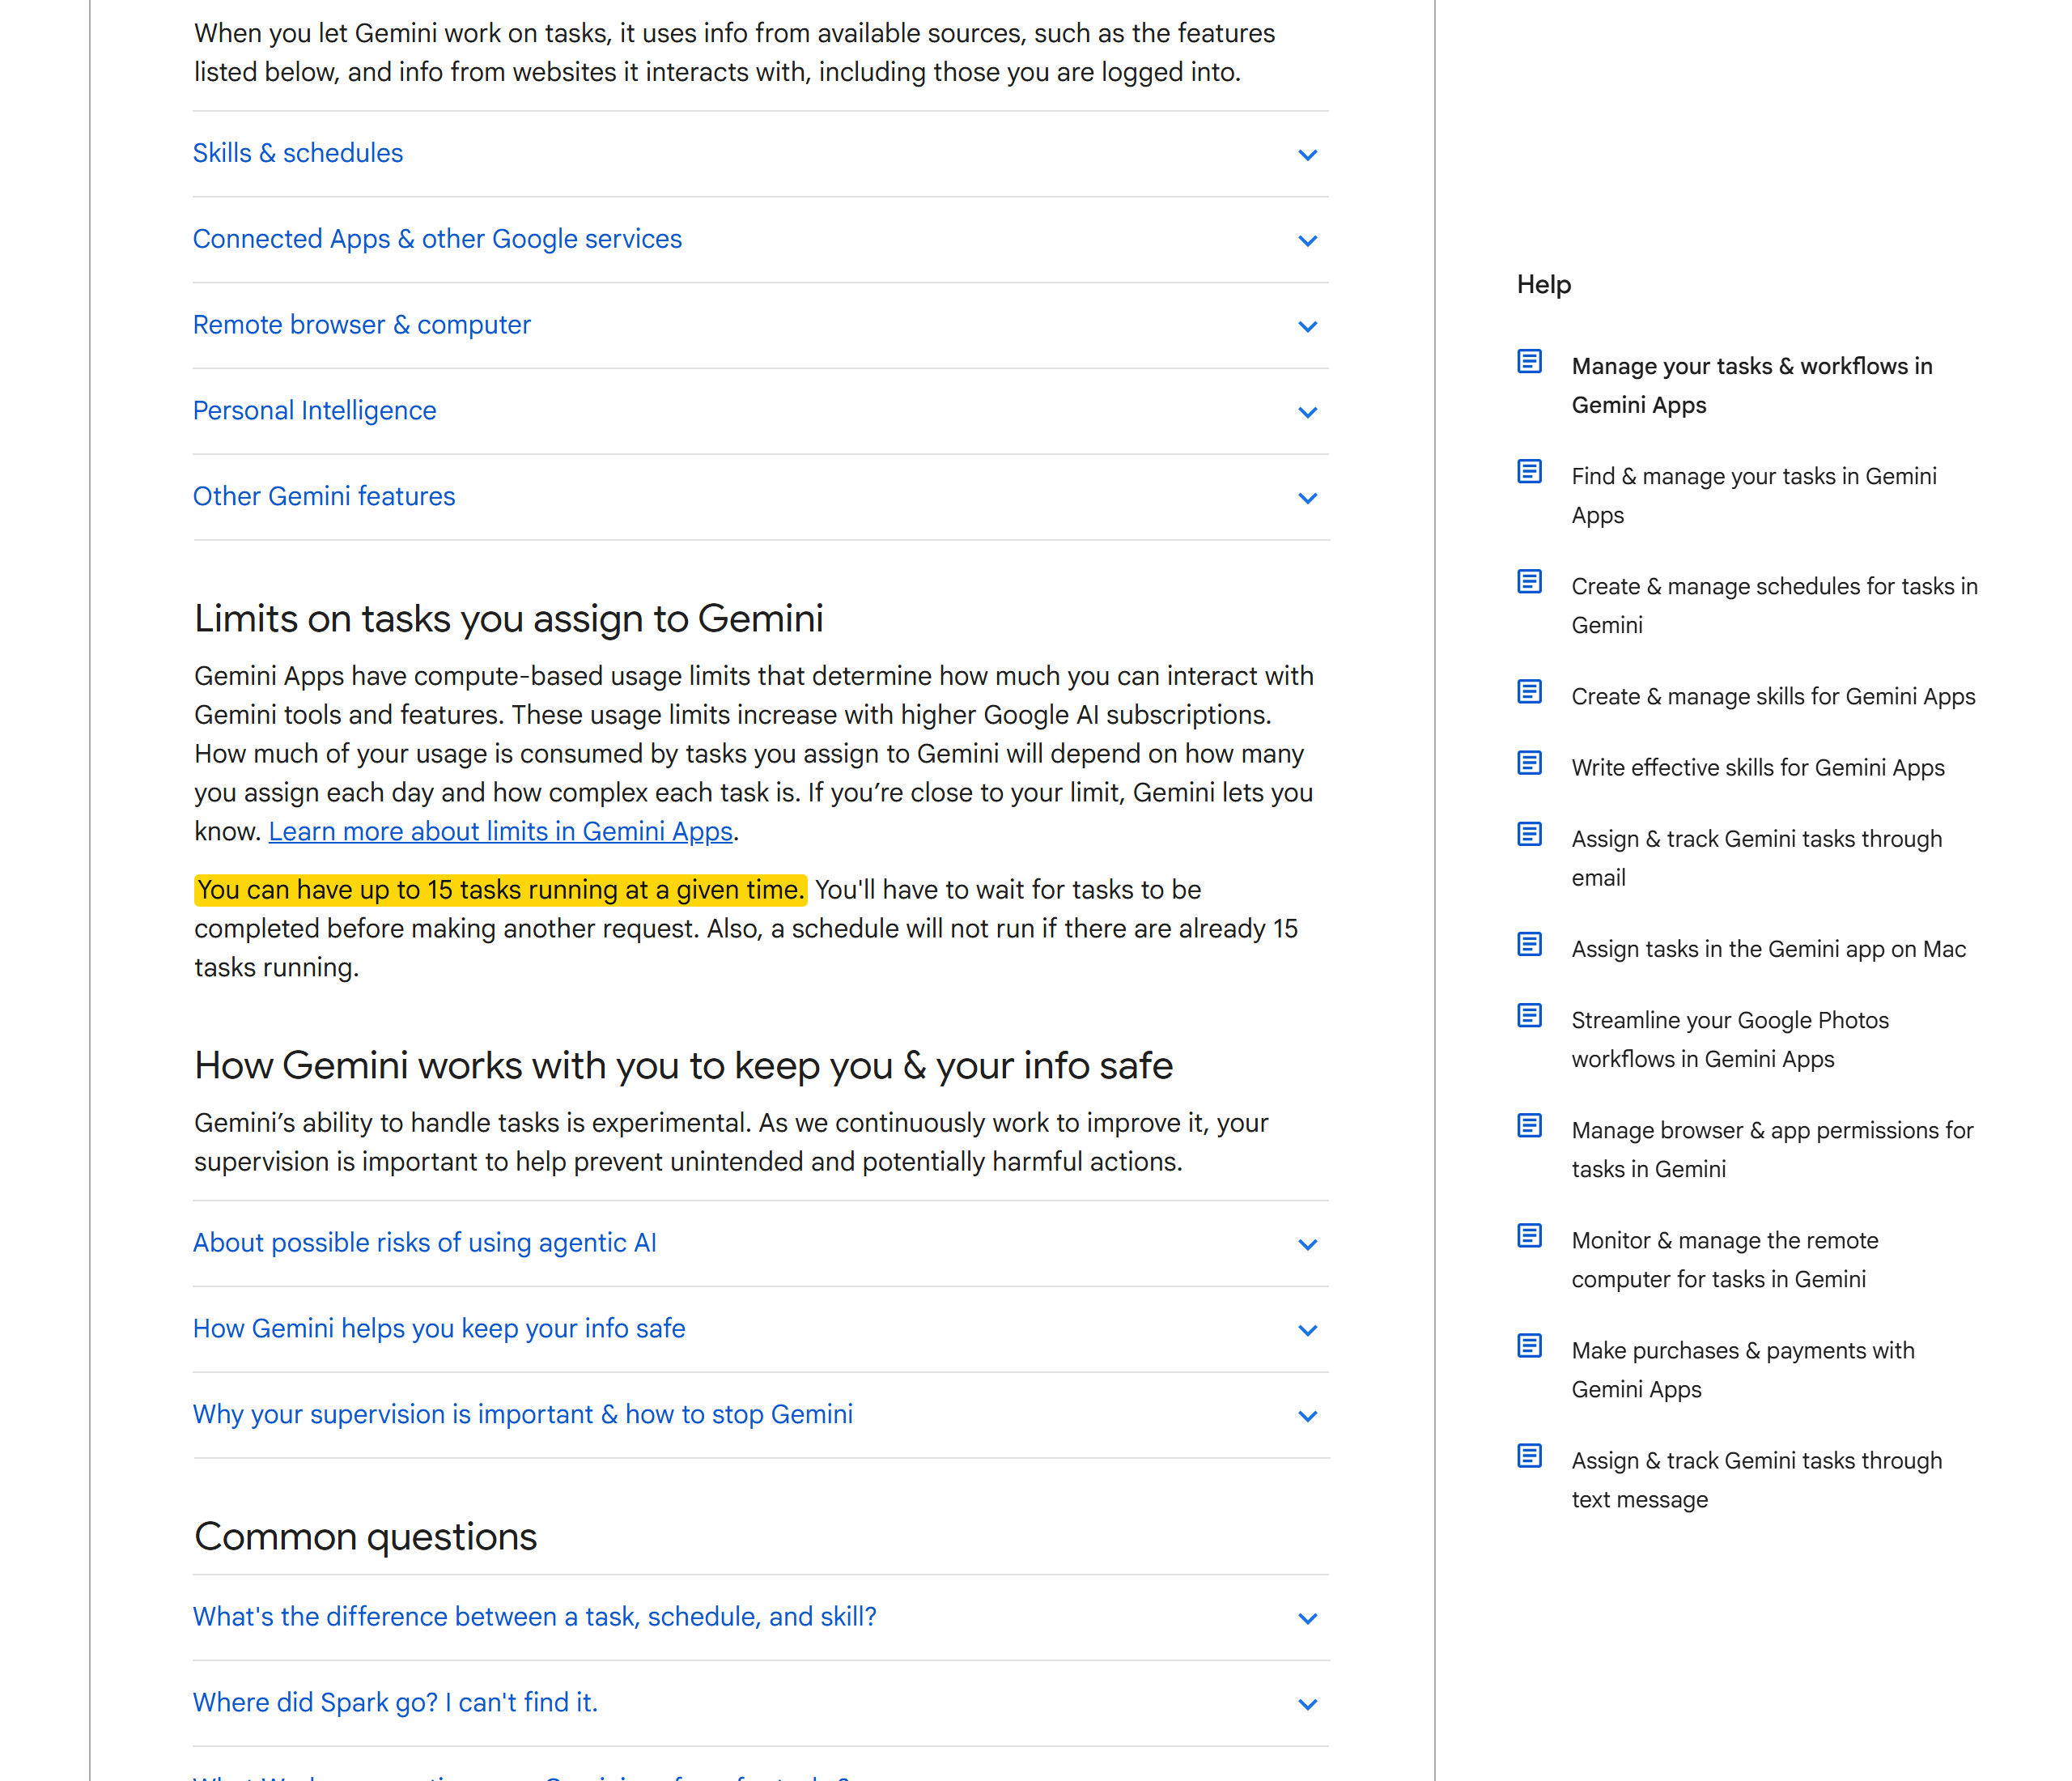 When you let Gemini work on tasks, it uses info from available sources, such as the features
listed below, and info from websites it interacts with, including those you are logged into.
Skills & schedules
Connected Apps & other Google services
Remote browser & computer
Personal Intelligence
Other Gemini features
Limits on tasks you assign to Gemini
Gemini Apps have compute-based usage limits that determine how much you can interact with
Gemini tools and features. These usage limits increase with higher Google AI subscriptions.
How much of your usage is consumed by tasks you assign to Gemini will depend on how many
you assign each day and how complex each task is. If you’re close to your limit, Gemini lets you
know. Learn more about limits in Gemini Apps.
You can have up to 15 tasks running at a given time. You'll have to wait for tasks to be
completed before making another request. Also, a schedule will not run if there are already 15
tasks running.
How Gemini works with you to keep you & your info safe
Gemini’s ability to handle tasks is experimental. As we continuously work to improve it, your
supervision is important to help prevent unintended and potentially harmful actions.
About possible risks of using agentic AI
How Gemini helps you keep your info safe
Why your supervision is important & how to stop Gemini
Common questions
What's the difference between a task, schedule, and skill?
Where did Spark go? I can't find it.
Help
Manage your tasks & workflows in
Gemini Apps
Find & manage your tasks in Gemini
Apps
Create & manage schedules for tasks in
Gemini
Create & manage skills for Gemini Apps
Write effective skills for Gemini Apps
Assign & track Gemini tasks through
email
Assign tasks in the Gemini app on Mac
Streamline your Google Photos
workflows in Gemini Apps
Manage browser & app permissions for
tasks in Gemini
Monitor & manage the remote
computer for tasks in Gemini
Make purchases & payments with
Gemini Apps
Assign & track Gemini tasks through
text message